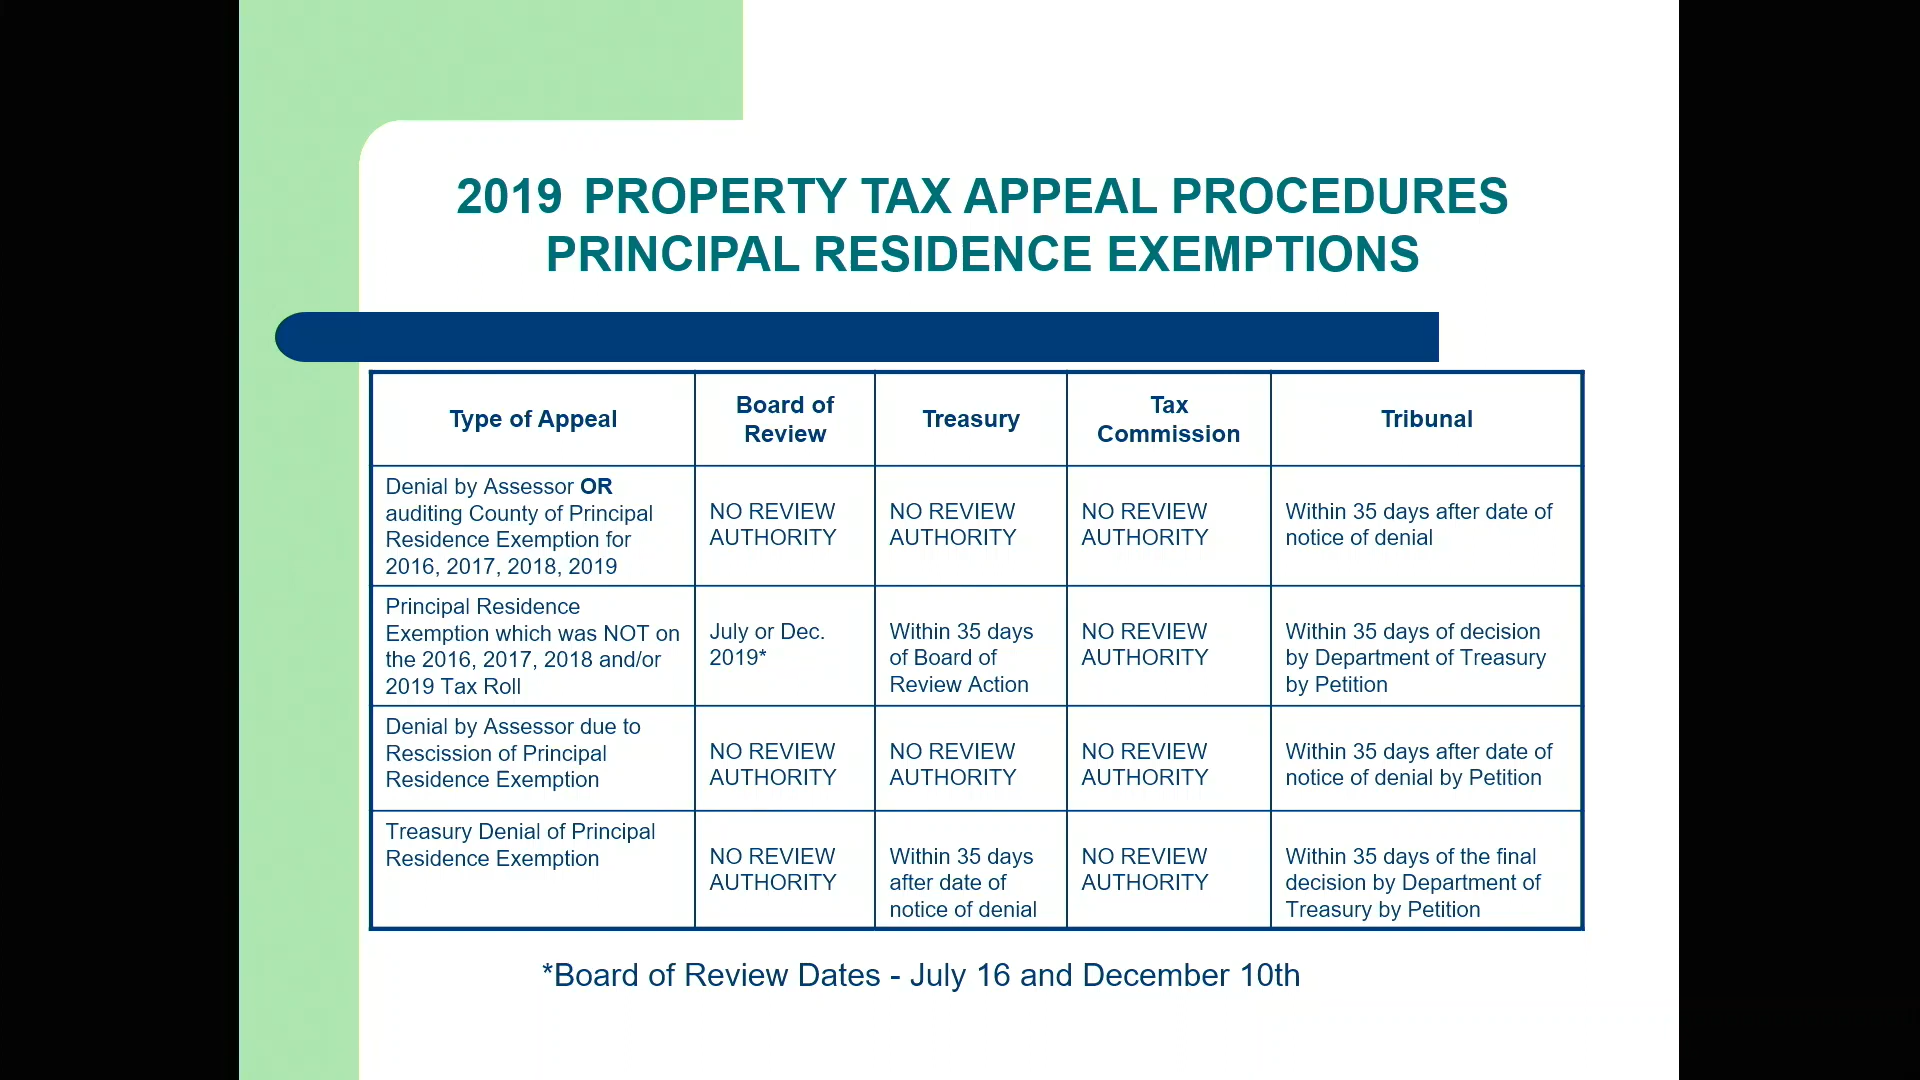 2019 PROPERTY TAX APPEAL PROCEDURES
PRINCIPAL RESIDENCE EXEMPTIONS
Type of Appeal
Board of
Review
Treasury
Tax
Commission
Tribunal
Denial by Assessor OR
auditing County of Principal
Residence Exemption for
2016, 2017, 2018, 2019
NO REVIEW
AUTHORITY
NO REVIEW
AUTHORITY
NO REVIEW
AUTHORITY
Within 35 days after date of
notice of denial
Principal Residence
Exemption which was NOT on
the 2016, 2017, 2018 and/or
2019 Tax Roll
July or Dec.
2019*
Within 35 days
of Board of
Review Action
NO REVIEW
AUTHORITY
Within 35 days of decision
by Department of Treasury
by Petition
Denial by Assessor due to
Rescission of Principal
Residence Exemption
NO REVIEW
AUTHORITY
NO REVIEW
AUTHORITY
NO REVIEW
AUTHORITY
Within 35 days after date of
notice of denial by Petition
Treasury Denial of Principal
Residence Exemption
NO REVIEW
AUTHORITY
Within 35 days
after date of
notice of denial
NO REVIEW
AUTHORITY
Within 35 days of the final
decision by Department of
Treasury by Petition
*Board of Review Dates - July 16 and December 10th